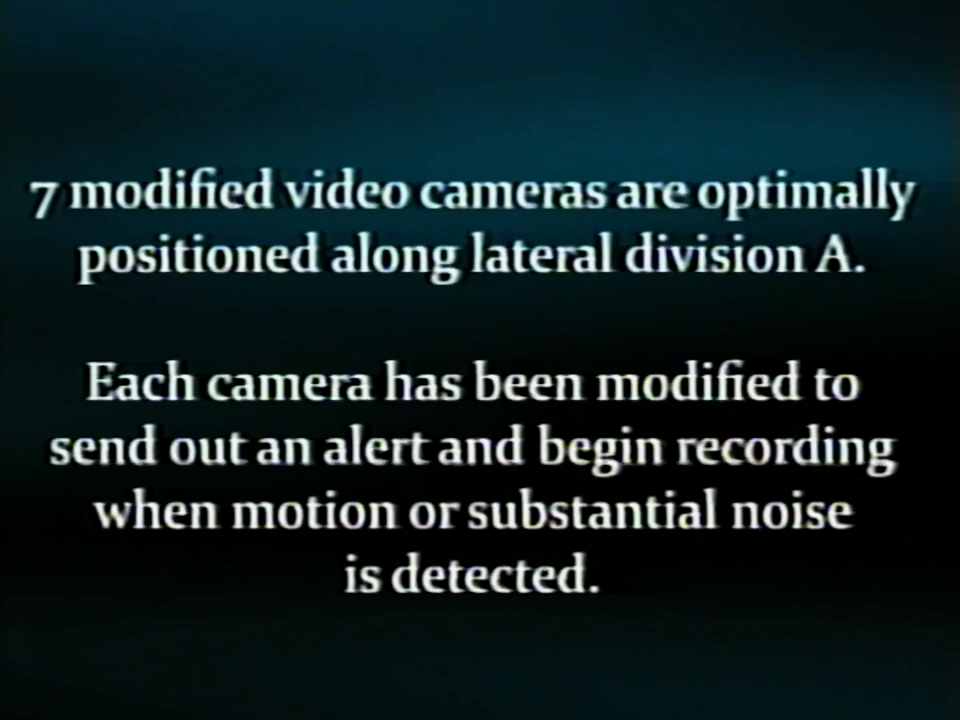 7 modified video cameras are optimally
positioned along lateral division A.
Each camera has been modified to
send out an alert and begin recording
when motion or substantial noise
is detected.